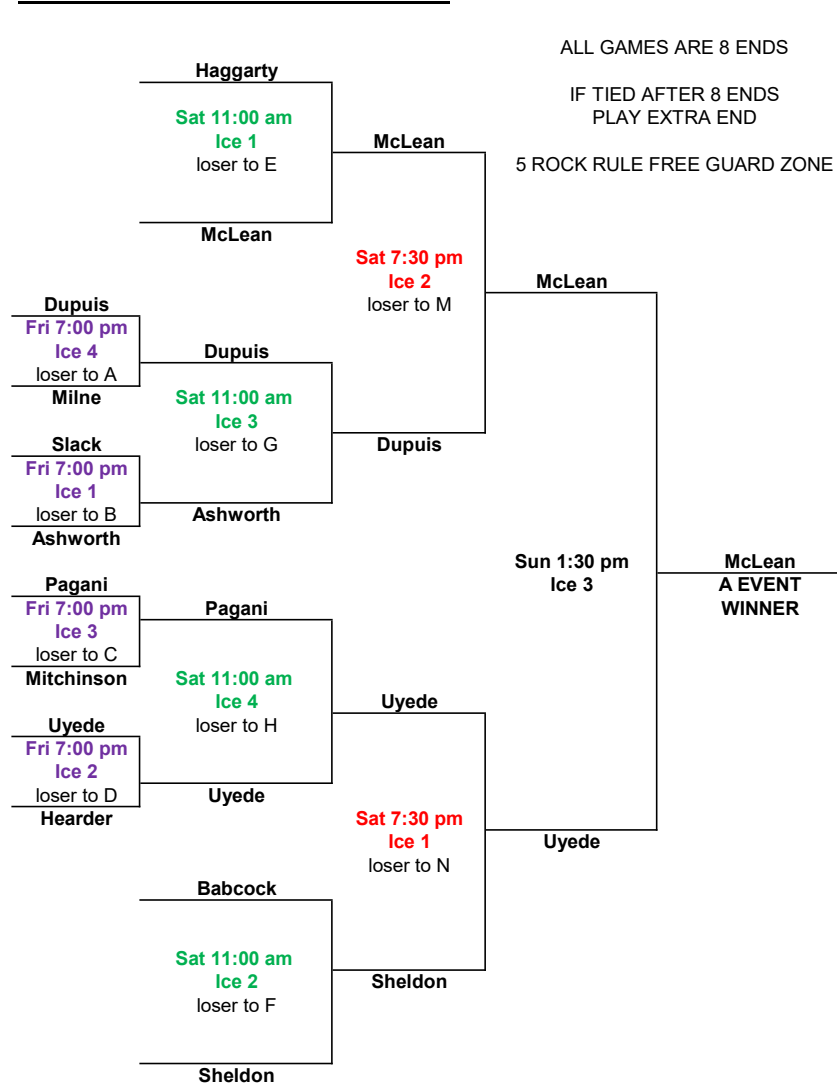 ALL GAMES ARE 8 ENDS
IF TIED AFTER 8 ENDS
PLAY EXTRA END
5 ROCK RULE FREE GUARD ZONE
Haggarty
Sat 11:00 am
Ice 1
loser to E
McLean
McLean
Sat 7:30 pm
Ice 2
loser to M
McLean
Dupuis
Fri 7:00 pm
Ice 4
loser to A
Milne
Dupuis
Sat 11:00 am
Ice 3
loser to G
Dupuis
Slack
Fri 7:00 pm
Ice 1
loser to B
Ashworth
Ashworth
Sun 1:30 pm
Ice 3
McLean
A EVENT
WINNER
Pagani
Fri 7:00 pm
Ice 3
loser to C
Mitchinson
Pagani
Sat 11:00 am
Ice 4
loser to H
Uyede
Uyede
Fri 7:00 pm
Ice 2
loser to D
Hearder
Uyede
Sat 7:30 pm
Ice 1
loser to N
Uyede
Babcock
Sat 11:00 am
Ice 2
loser to F
Sheldon
Sheldon